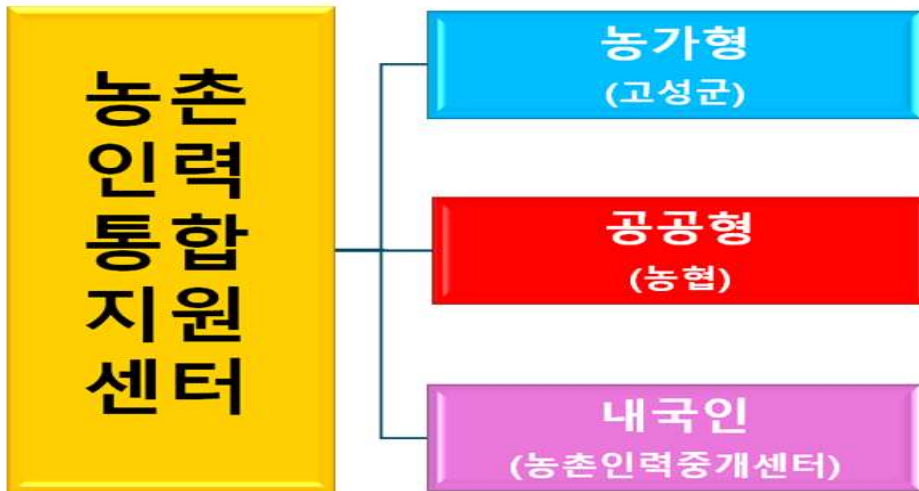 농촌
인력
통합
지원
센터
농가형
(고성군)
공공형
(농협)
내국인
(농촌인력중개센터)